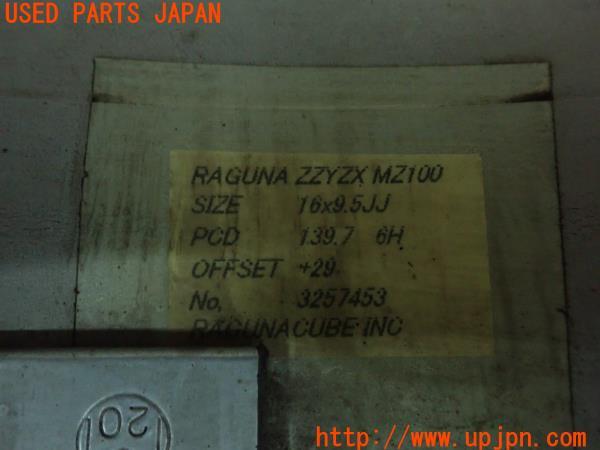 USED PARTS JAPAN
RAGUNA ZZYZX MZ100
SIZE 16x9.5JJ
PCD 139.7 6H
OFFSET +29
No, 3257453
RAGUNACUBE INC
120
http://www.upjpn.com